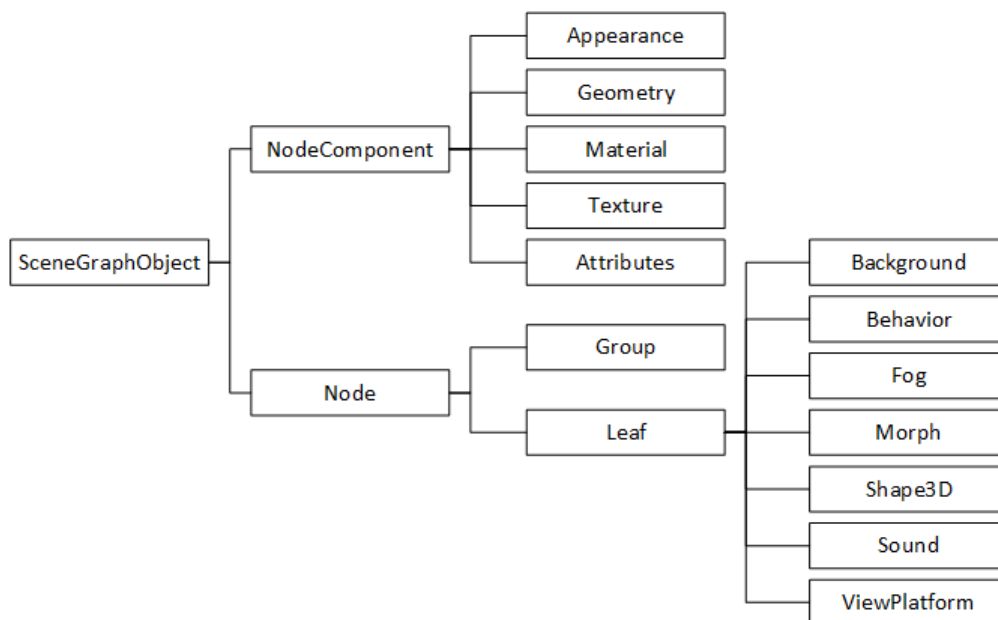 Appearance
Geometry
NodeComponent
Material
Texture
SceneGraphObject
Attributes
Background
Behavior
Group
Fog
Node
Leaf
Morph
Shape3D
Sound
ViewPlatform